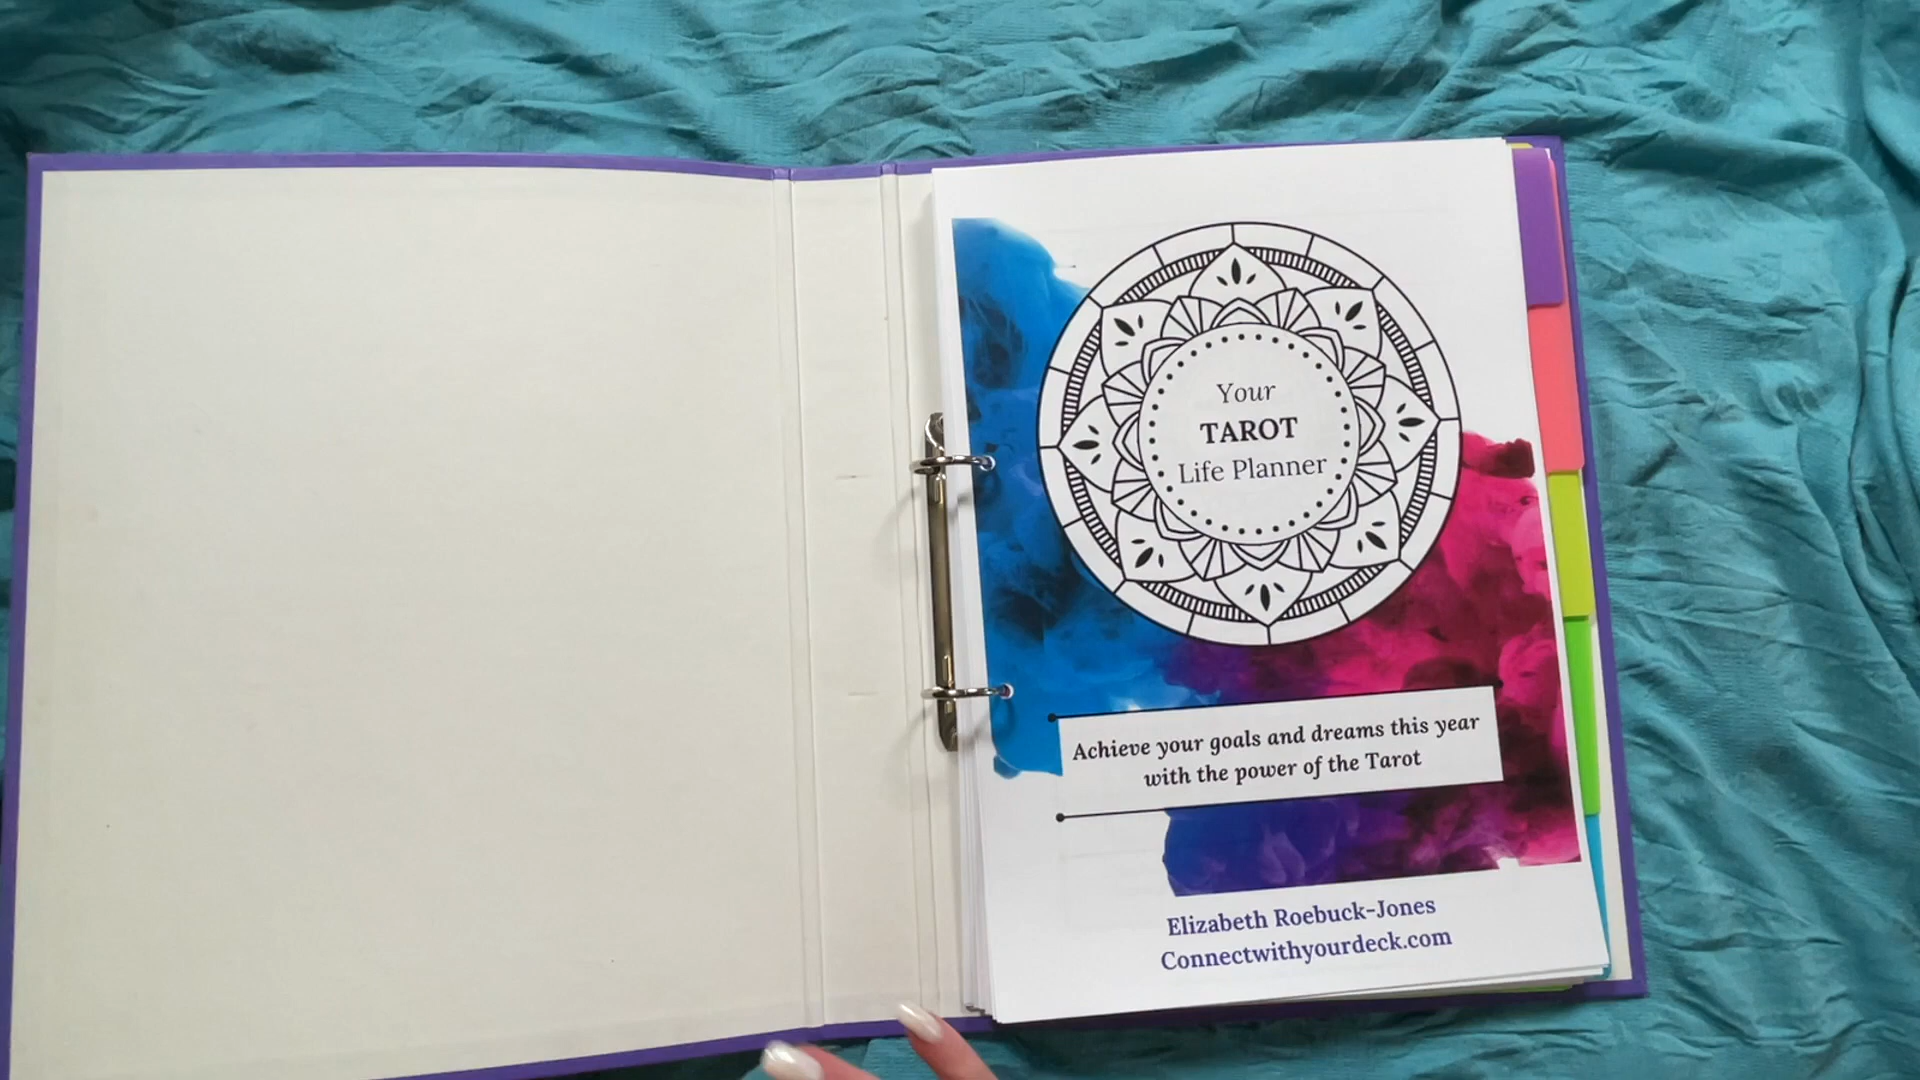 Your
TAROT
Life Planner
Achieve your goals and dreams this year
with the power of the Tarot
Elizabeth Roebuck-Jones
Connectwithyourdeck.com